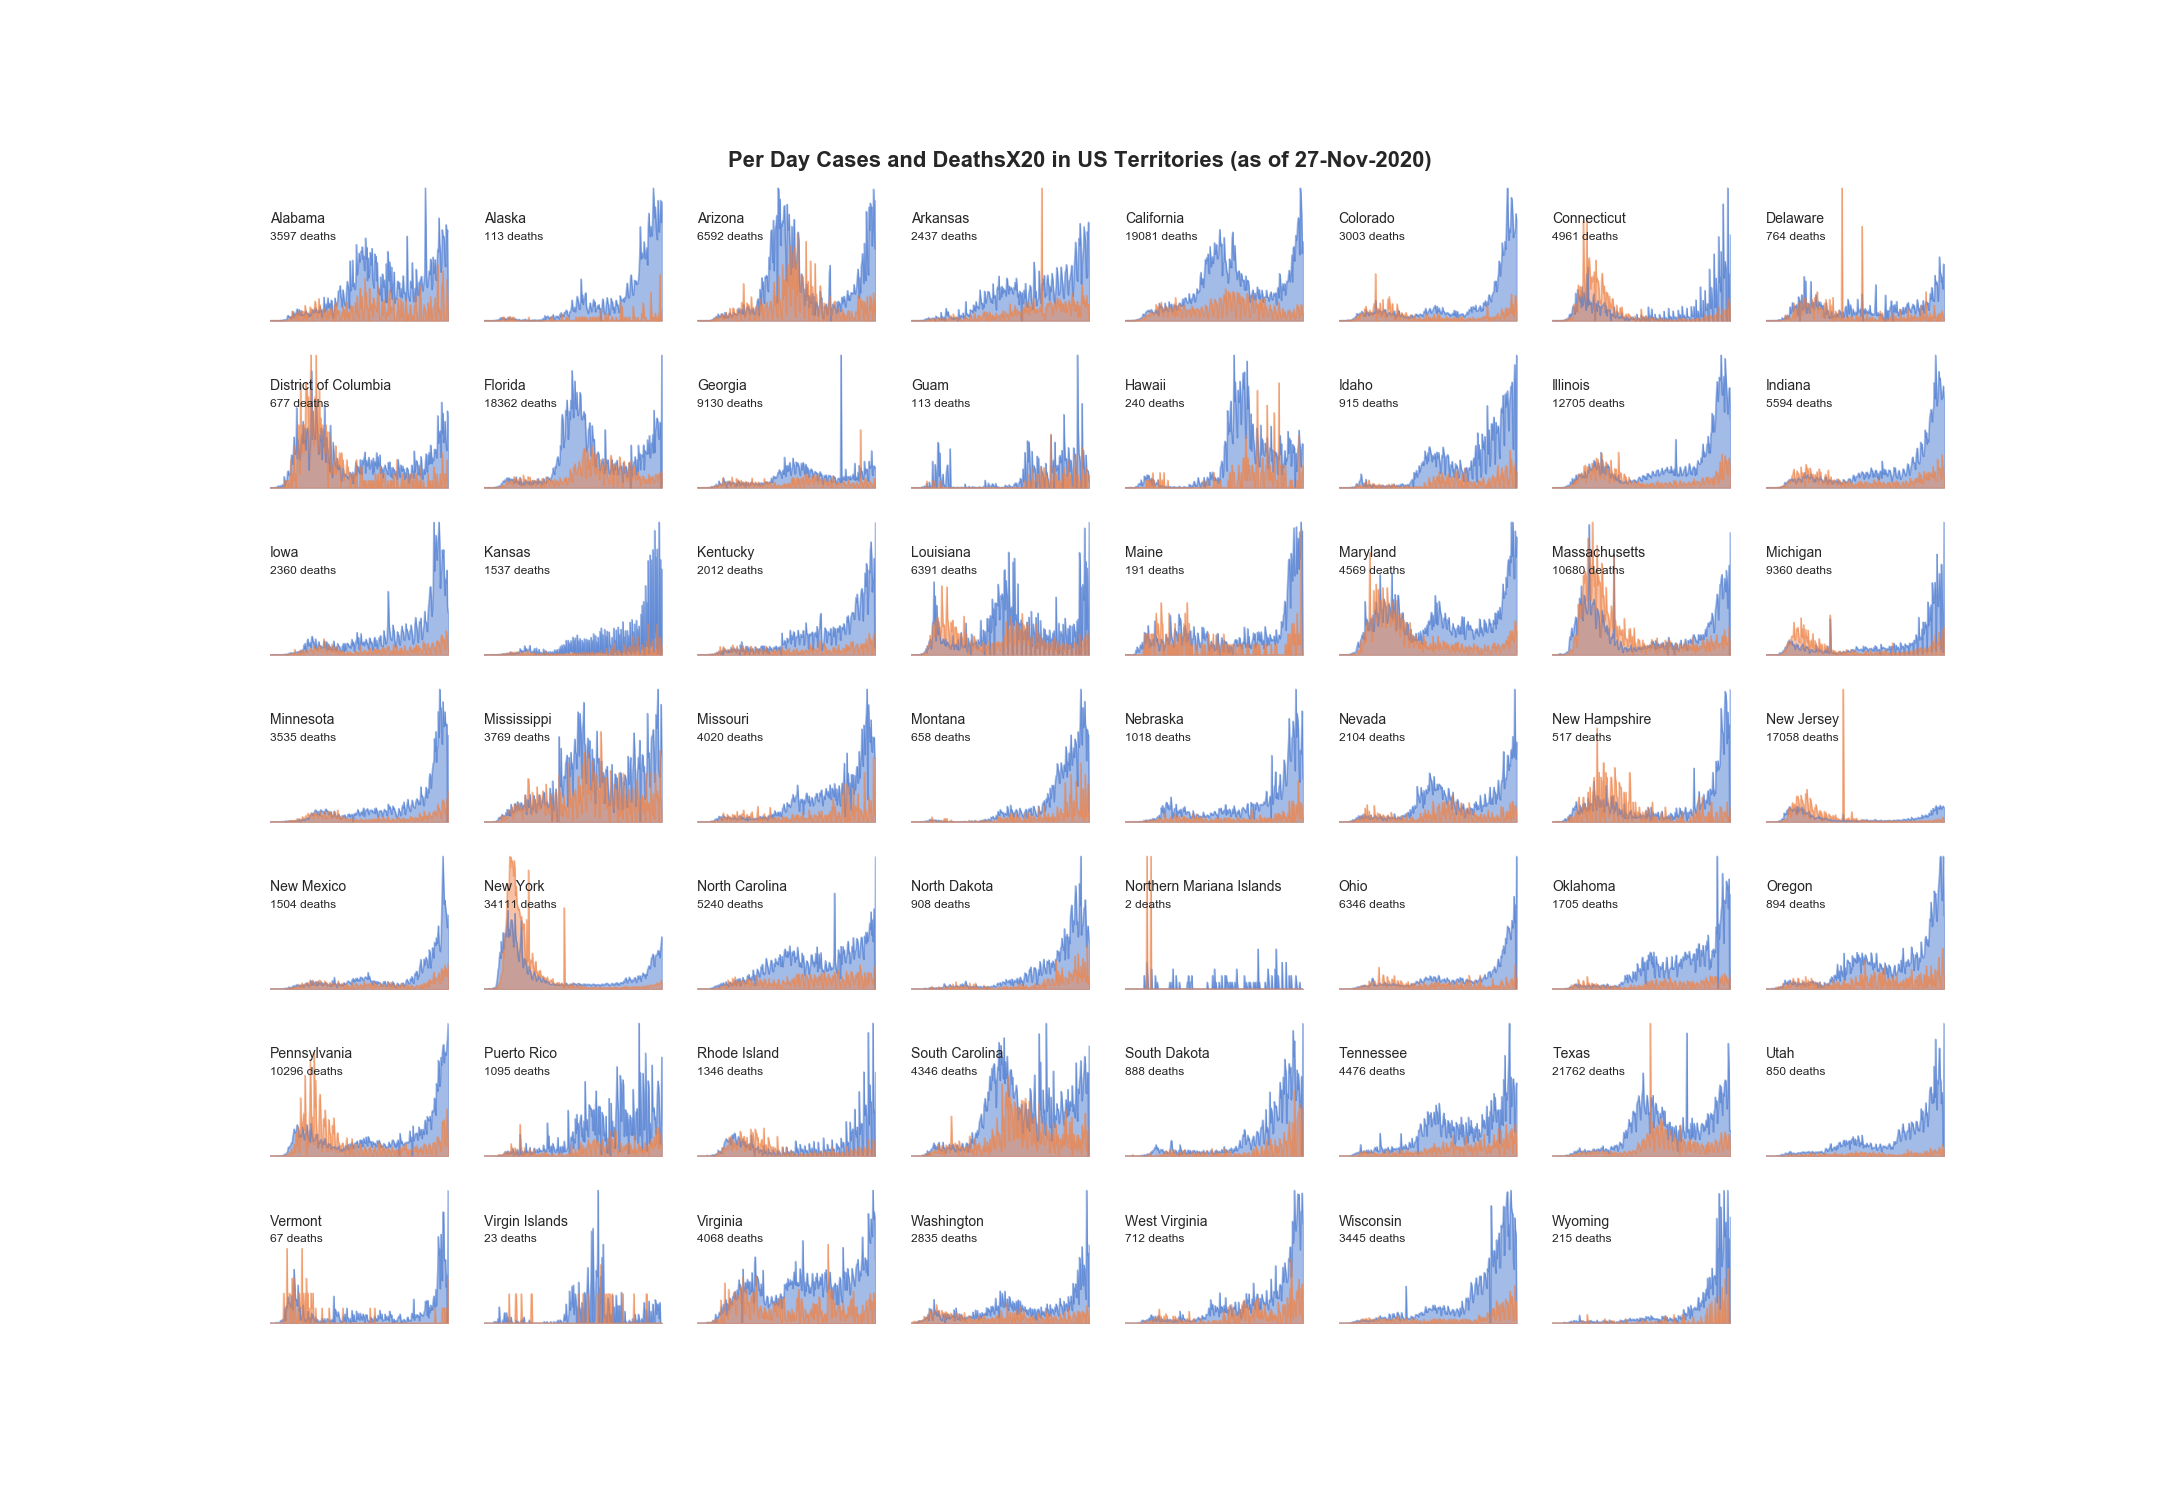 Per Day Cases and DeathsX20 in US Territories (as of 27-Nov-2020)
Alabama
3597 deaths
Alaska
113 deaths
Arizona
6592 deaths
Arkansas
2437 deaths
California
19081 deaths
Colorado
3003 deaths
Connecticut
4961 deaths
Delaware
764 deaths
District of Columbia
677 deaths
Florida
18362 deaths
Georgia
9130 deaths
Guam
113 deaths
Hawaii
240 deaths
Idaho
915 deaths
Illinois
12705 deaths
Indiana
5594 deaths
Iowa
2360 deaths
Kansas
1537 deaths
Kentucky
2012 deaths
Louisiana
6391 deaths
Maine
191 deaths
Maryland
4569 deaths
Massachusetts
10680 deaths
Michigan
9360 deaths
Minnesota
3535 deaths
Mississippi
3769 deaths
Missouri
4020 deaths
Montana
658 deaths
Nebraska
1018 deaths
Nevada
2104 deaths
New Hampshire
517 deaths
New Jersey
17058 deaths
New Mexico
1504 deaths
New York
34111 deaths
North Carolina
5240 deaths
North Dakota
908 deaths
Northern Mariana Islands
2 deaths
Ohio
6346 deaths
Oklahoma
1705 deaths
Oregon
894 deaths
Pennsylvania
10296 deaths
Puerto Rico
1095 deaths
Rhode Island
1346 deaths
South Carolina
4346 deaths
South Dakota
888 deaths
Tennessee
4476 deaths
Texas
21762 deaths
Utah
850 deaths
Vermont
67 deaths
Virgin Islands
23 deaths
Virginia
4068 deaths
Washington
2835 deaths
West Virginia
712 deaths
Wisconsin
3445 deaths
Wyoming
215 deaths